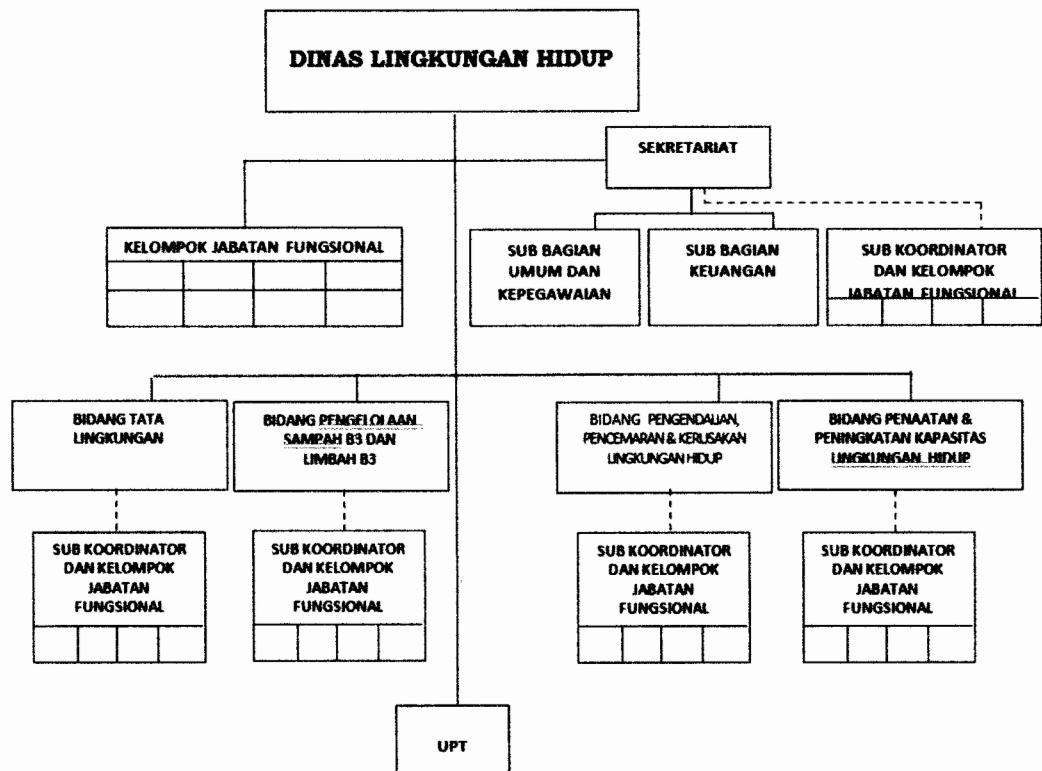 DINAS LINGKUNGAN HIDUP
SEKRETARIAT
KELOMPOK JABATAN FUNGSIONAL
SUB BAGIAN
UMUM DAN
KEPEGAWAIAN
SUB BAGIAN
KEUANGAN
SUB KOORDINATOR
DAN KELOMPOK
JABATAN FUNGSIONAL
BIDANG TATA
LINGKUNGAN
BIDANG PENGELOLAAN
SAMPAH B3 DAN
LIMBAH B3
BIDANG PENGENDALIAN,
PENCEMARAN & KERUSAKAN
LINGKUNGAN HIDUP
BIDANG PENAATAN &
PENINGKATAN KAPASITAS
LINGKUNGAN HIDUP
SUB KOORDINATOR
DAN KELOMPOK
JABATAN
FUNGSIONAL
SUB KOORDINATOR
DAN KELOMPOK
JABATAN
FUNGSIONAL
SUB KOORDINATOR
DAN KELOMPOK
JABATAN
FUNGSIONAL
SUB KOORDINATOR
DAN KELOMPOK
JABATAN
FUNGSIONAL
UPT